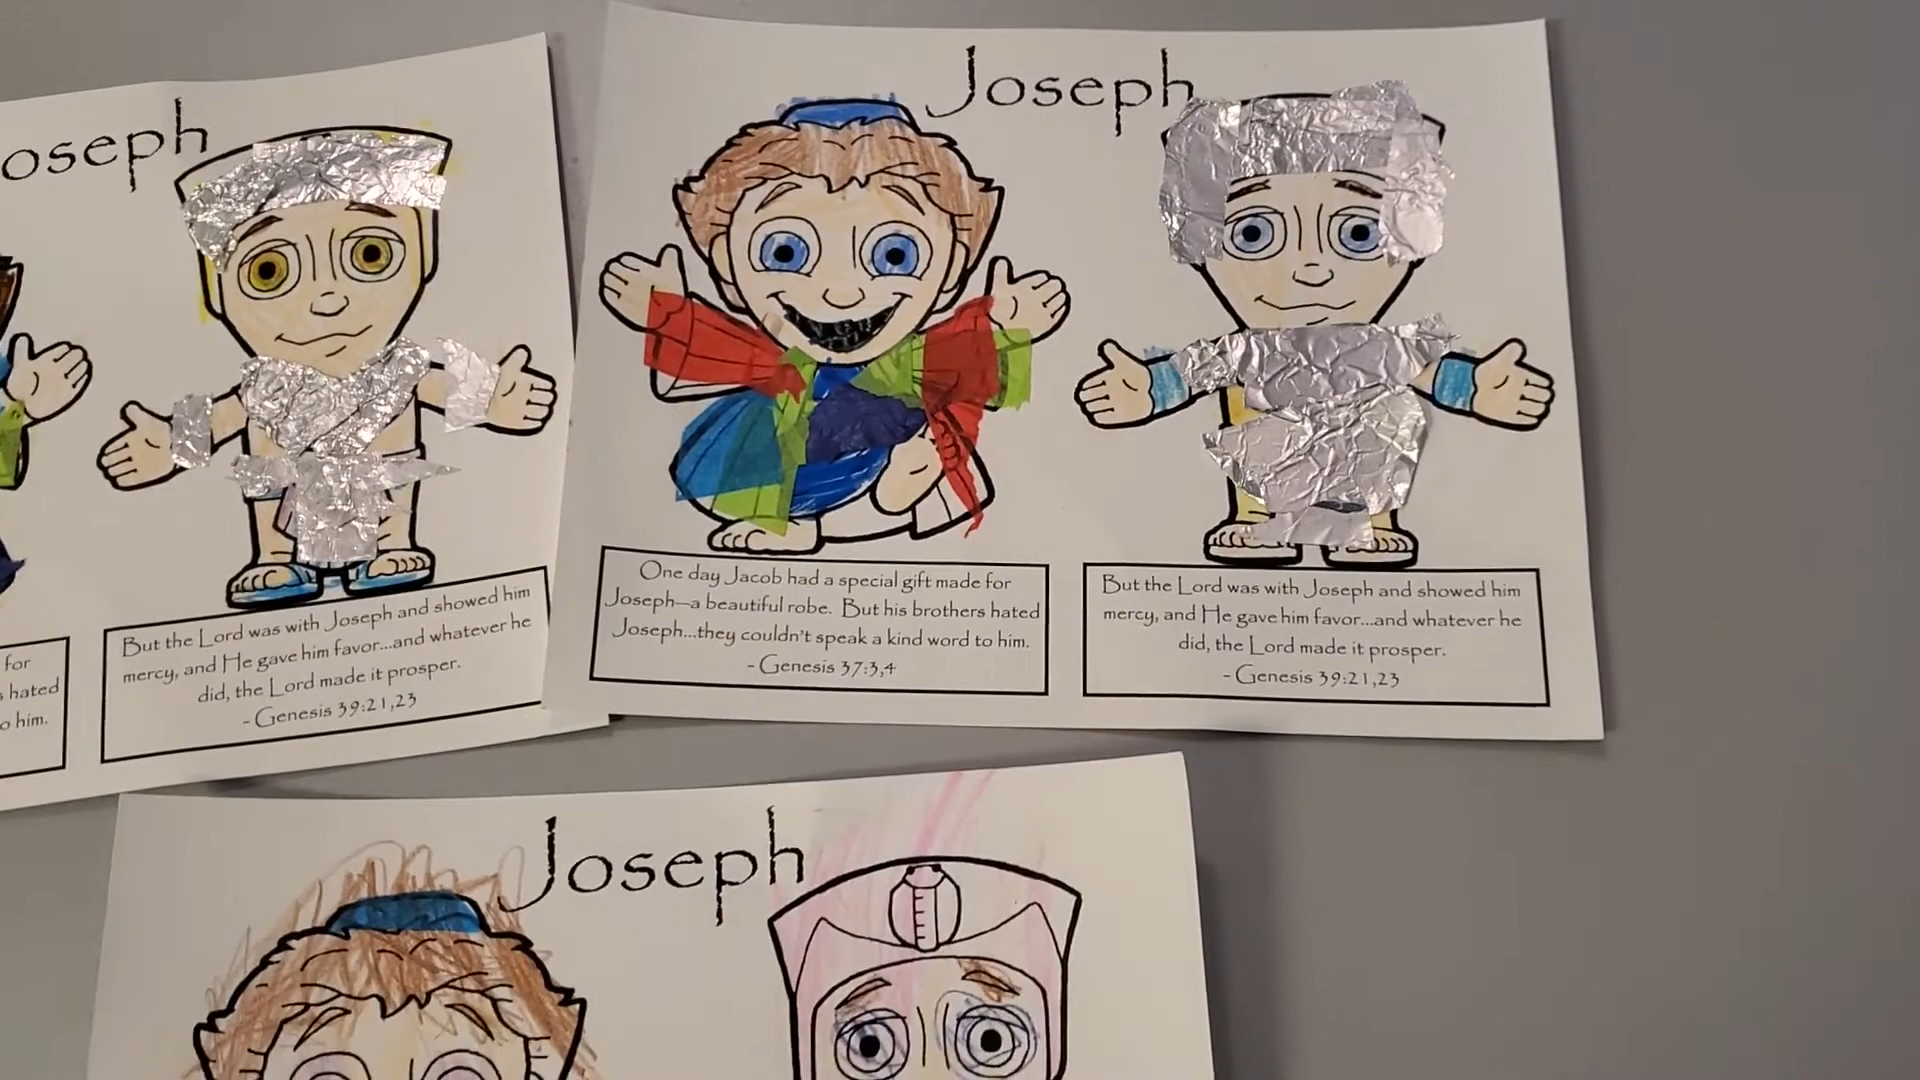 oseph
for
s hated
o him.
But the Lord was with Joseph and showed him
mercy, and He gave him favor...and whatever he
did, the Lord made it prosper.
- Genesis 39:21,23
Joseph
One day Jacob had a special gift made for
Joseph—a beautiful robe. But his brothers hated
Joseph...they couldn't speak a kind word to him.
- Genesis 37:3,4
But the Lord was with Joseph and showed him
mercy, and He gave him favor...and whatever he
did, the Lord made it prosper.
- Genesis 39:21,23
Joseph